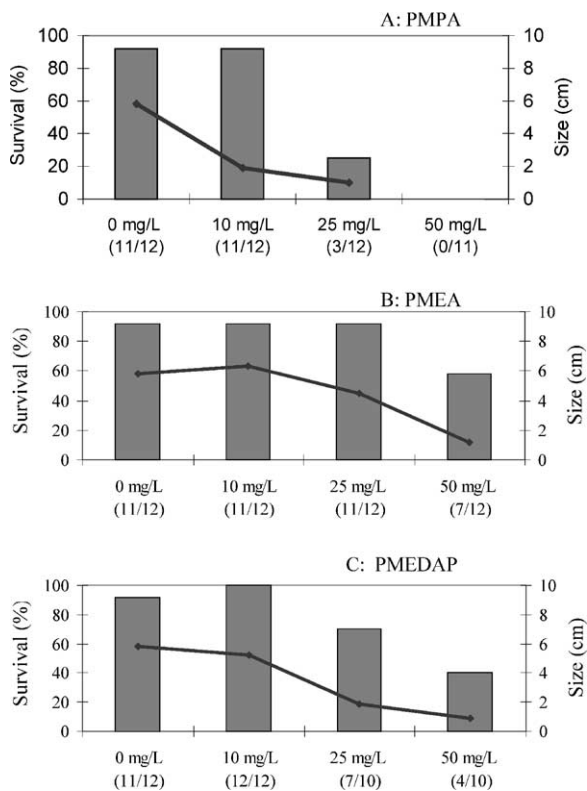 A: PMPA
Survival (%)
100
80
60
40
20
0
10
8
6
4
2
0
Size (cm)
0 mg/L 10 mg/L 25 mg/L 50 mg/L
(11/12) (11/12) (3/12) (0/11)
B: PMEA
Survival (%)
100
80
60
40
20
0
10
8
6
4
2
0
Size (cm)
0 mg/L 10 mg/L 25 mg/L 50 mg/L
(11/12) (11/12) (11/12) (7/12)
C: PMEDAP
Survival (%)
100
80
60
40
20
0
10
8
6
4
2
0
Size (cm)
0 mg/L 10 mg/L 25 mg/L 50 mg/L
(11/12) (12/12) (7/10) (4/10)